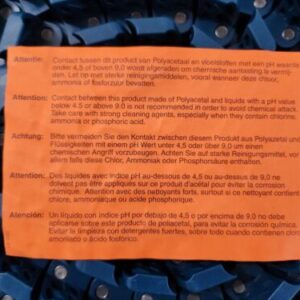 Attentie: Contact tussen dit product van Polyacetaal en vloeistoffen met een pH waarde
onder 4,5 of boven 9,0 wordt afgeraden om chemische aantasting te vermij-
den. Let op met sterke reinigingsmiddelen, vooral wanneer deze chloor,
ammonia of fosforzuur bevatten.
Attention: Contact between this product made of Polyacetal and liquids with a pH value
below 4.5 or above 9.0 is not recommended in order to avoid chemical attack.
Take care with strong cleaning agents, especially when they contain chlorins,
ammonia or phosphoric acid.
Achtung: Bitte vermeiden Sie den Kontakt zwischen diesem Produkt aus Polyazetal und
Flüssigkeiten mit einem pH Wert unter 4,5 oder über 9,0 um einen
chemischen Angriff vorzubeugen. Achten Sie auf starke Reinigungsmittel, vor
allem falls diese Chlor, Ammoniak oder Phosphorsäure enthalten.
Attention: Des liquides avec indice pH au-dessous de 4,5 ou au-dessus de 9,0 ne
doivent pas être appliqués sur ce produit d'acétal pour éviter la corrosion
chimique. Attention avec des nettoyants forts, surtout si ce nettoyant contient
chlore, ammoniaque ou acide phosphorique.
Atención: Un líquido con indice pH por debajo de 4,5 o por encima de 9,0 no debe
aplicarse sobre este producto de poliacetal, para evitar la corrosión química.
Evitar la limpieza con detergentes fuertes, sobre todo cuando contienen cloro
amoníaco o ácido fosfórico.